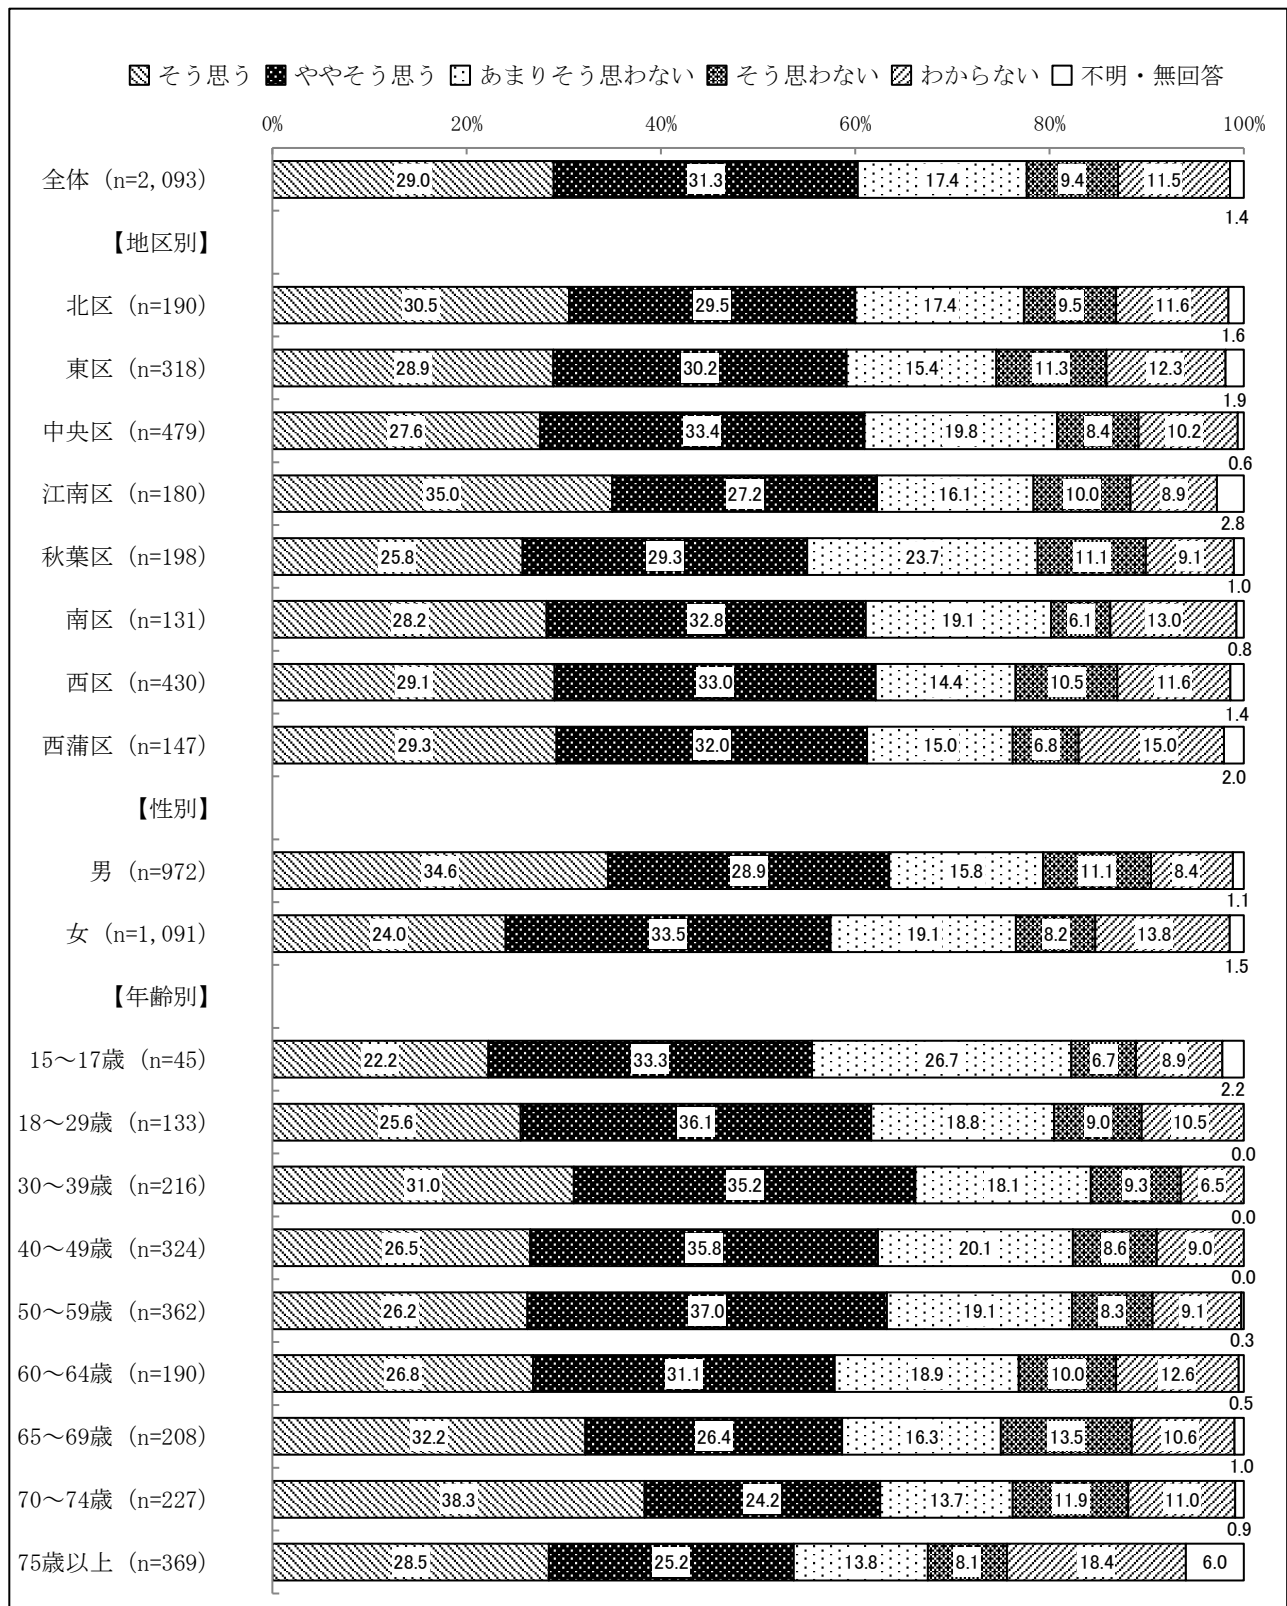 そう思う ややそう思う あまりそう思わない そう思わない わからない 不明・無回答
0% 20% 40% 60% 80% 100%
全体 (n=2,093) 29.0 31.3 17.4 9.4 11.5 1.4
【地区別】
北区 (n=190) 30.5 29.5 17.4 9.5 11.6 1.6
東区 (n=318) 28.9 30.2 15.4 11.3 12.3 1.9
中央区 (n=479) 27.6 33.4 19.8 8.4 10.2 0.6
江南区 (n=180) 35.0 27.2 16.1 10.0 8.9 2.8
秋葉区 (n=198) 25.8 29.3 23.7 11.1 9.1 1.0
南区 (n=131) 28.2 32.8 19.1 6.1 13.0 0.8
西区 (n=430) 29.1 33.0 14.4 10.5 11.6 1.4
西蒲区 (n=147) 29.3 32.0 15.0 6.8 15.0 2.0
【性別】
男 (n=972) 34.6 28.9 15.8 11.1 8.4 1.1
女 (n=1,091) 24.0 33.5 19.1 8.2 13.8 1.5
【年齢別】
15～17歳 (n=45) 22.2 33.3 26.7 6.7 8.9 2.2
18～29歳 (n=133) 25.6 36.1 18.8 9.0 10.5 0.0
30～39歳 (n=216) 31.0 35.2 18.1 9.3 6.5 0.0
40～49歳 (n=324) 26.5 35.8 20.1 8.6 9.0 0.0
50～59歳 (n=362) 26.2 37.0 19.1 8.3 9.1 0.3
60～64歳 (n=190) 26.8 31.1 18.9 10.0 12.6 0.5
65～69歳 (n=208) 32.2 26.4 16.3 13.5 10.6 1.0
70～74歳 (n=227) 38.3 24.2 13.7 11.9 11.0 0.9
75歳以上 (n=369) 28.5 25.2 13.8 8.1 18.4 6.0